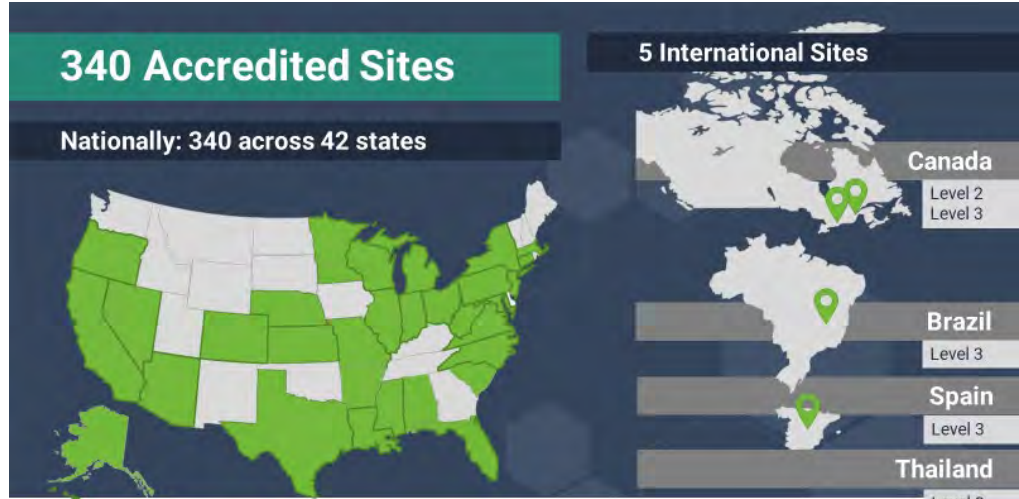 340 Accredited Sites
Nationally: 340 across 42 states
5 International Sites
Canada
Level 2
Level 3
Brazil
Level 3
Spain
Level 3
Thailand